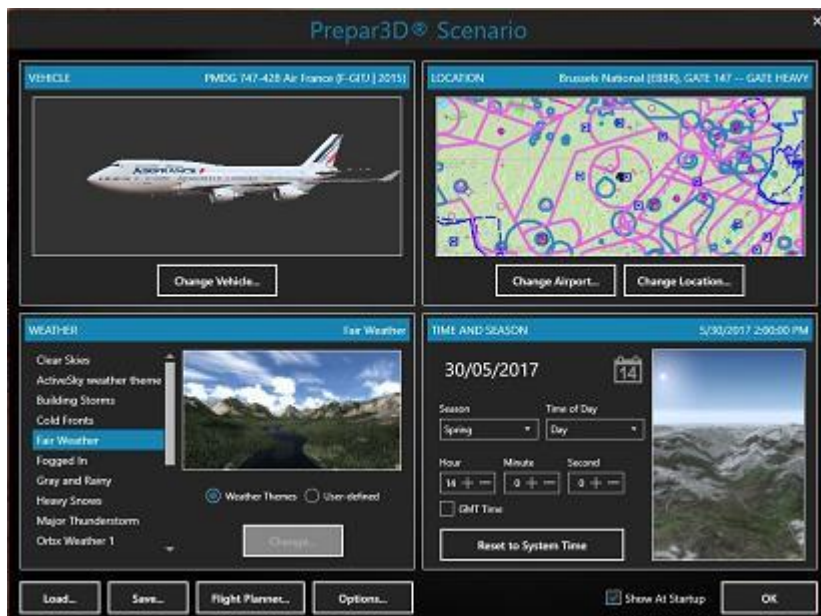 Prepar3D® Scenario
VEHICLE PMDG 747-428 Air France (F-GITJ | 2015)
AIRFRANCE
Change Vehicle...
LOCATION Brussels National (EBBR), GATE 147 -- GATE HEAVY
Change Airport... Change Location...
WEATHER Fair Weather
Clear Skies
ActiveSky weather theme
Building Storms
Cold Fronts
Fair Weather
Fogged In
Gray and Rainy
Heavy Snows
Major Thunderstorm
Orbx Weather 1
Weather Themes User-defined
Change...
TIME AND SEASON 5/30/2017 2:00:00 PM
30/05/2017 14
Season Time of Day
Spring Day
Hour Minute Second
14 0 0
GMT Time
Reset to System Time
Load... Save... Flight Planner... Options... Show At Startup OK